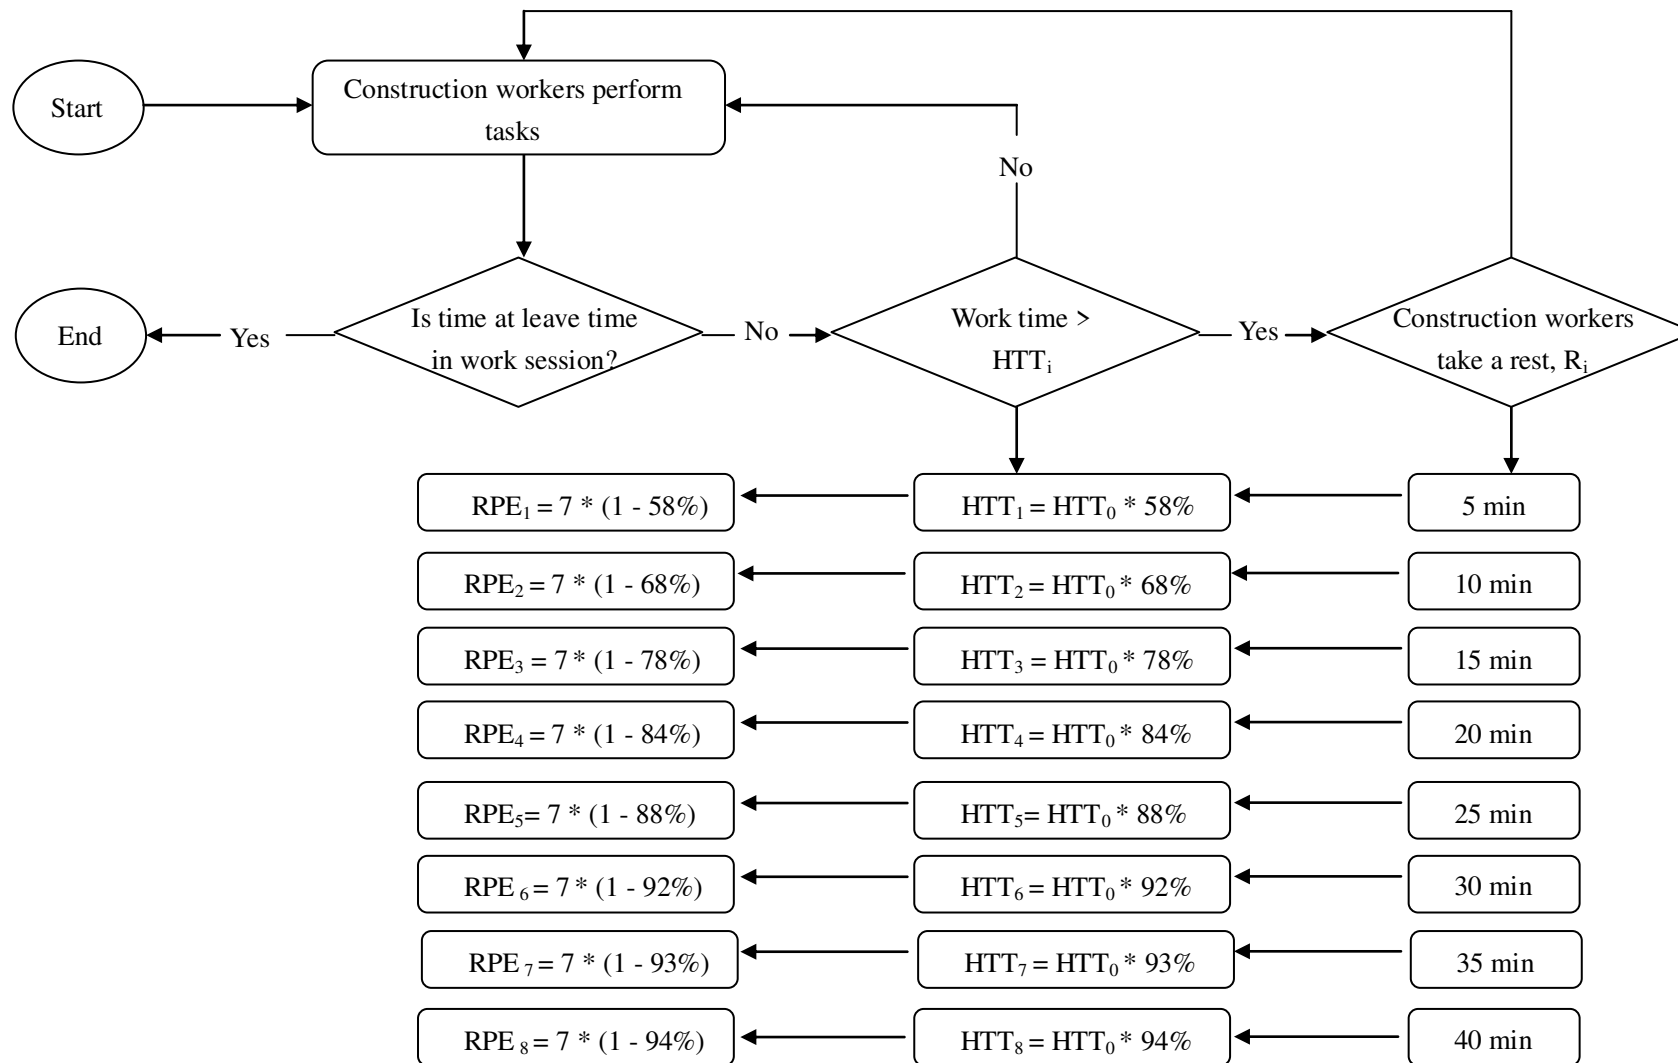 Start
Construction workers perform
tasks
No
End
Yes
Is time at leave time
in work session?
No
Work time >
HTTᵢ
Yes
Construction workers
take a rest, Rᵢ
RPE₁ = 7 * (1 - 58%)
HTT₁ = HTT₀ * 58%
5 min
RPE₂ = 7 * (1 - 68%)
HTT₂ = HTT₀ * 68%
10 min
RPE₃ = 7 * (1 - 78%)
HTT₃ = HTT₀ * 78%
15 min
RPE₄ = 7 * (1 - 84%)
HTT₄ = HTT₀ * 84%
20 min
RPE₅= 7 * (1 - 88%)
HTT₅= HTT₀ * 88%
25 min
RPE ₆ = 7 * (1 - 92%)
HTT₆ = HTT₀ * 92%
30 min
RPE ₇ = 7 * (1 - 93%)
HTT₇ = HTT₀ * 93%
35 min
RPE ₈ = 7 * (1 - 94%)
HTT₈ = HTT₀ * 94%
40 min